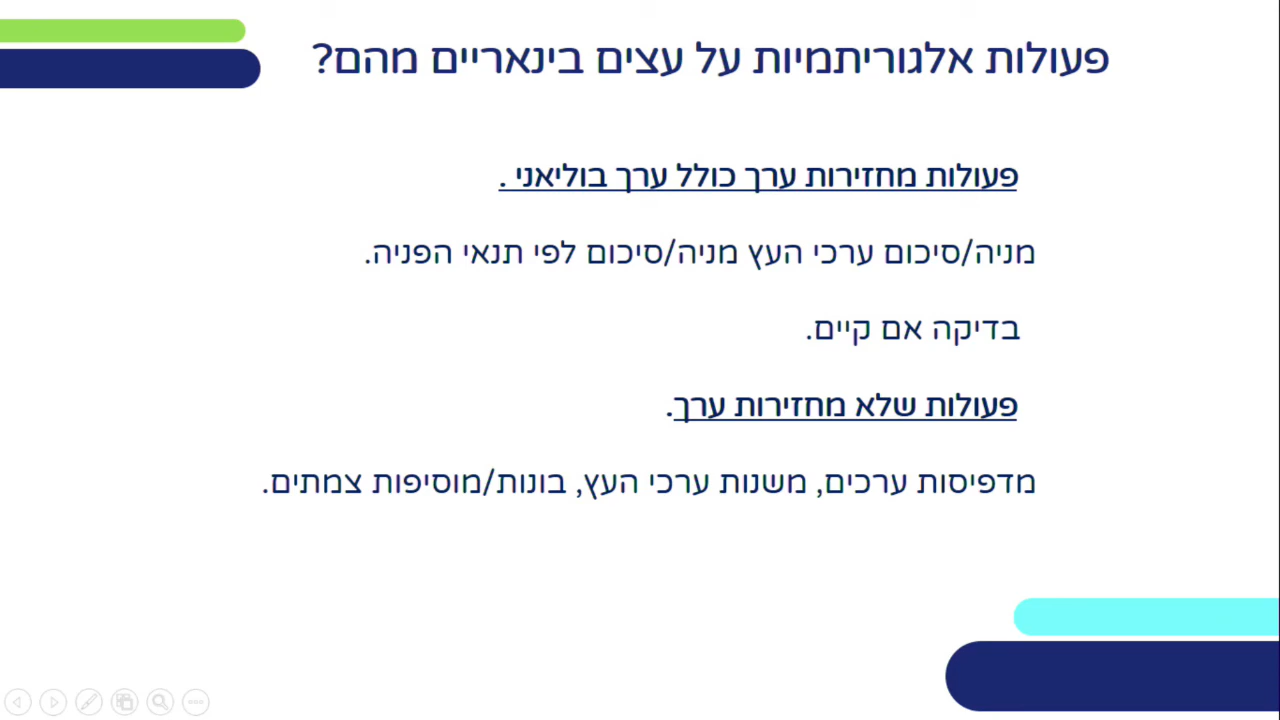 פעולות אלגוריתמיות על עצים בינאריים מהם?
פעולות מחזירות ערך כולל ערך בוליאני .
מניה/סיכום ערכי העץ מניה/סיכום לפי תנאי הפניה.
בדיקה אם קיים.
פעולות שלא מחזירות ערך.
מדפיסות ערכים, משנות ערכי העץ, בונות/מוסיפות צמתים.